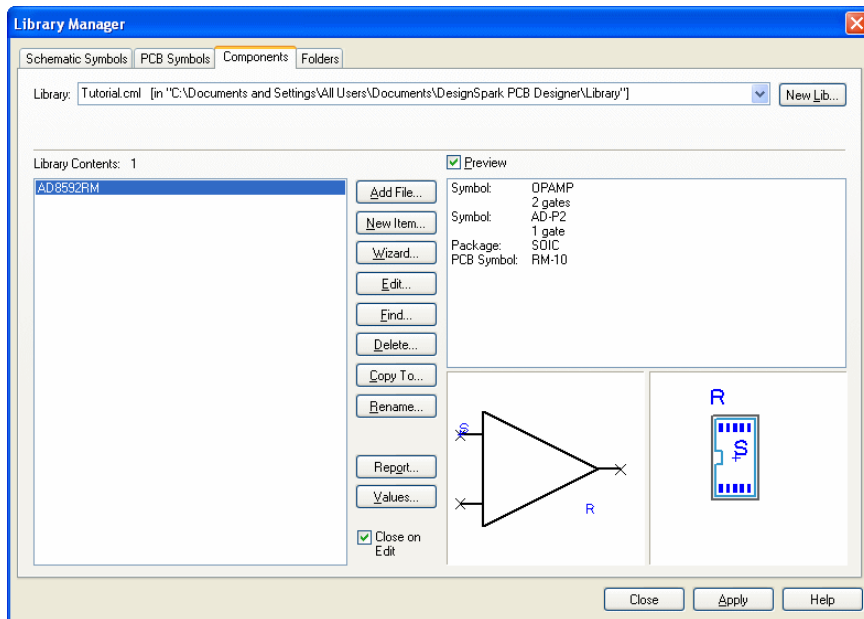 Library Manager
Schematic Symbols PCB Symbols Components Folders
Library: Tutorial.cml [in "C:\Documents and Settings\All Users\Documents\DesignSpark PCB Designer\Library"] New Lib...
Library Contents: 1
Preview
AD8592RM
Add File...
New Item...
Wizard...
Edit...
Find...
Delete...
Copy To...
Rename...
Report...
Values...
Close on
Edit
Symbol: OPAMP
2 gates
Symbol: AD-P2
1 gate
Package: SOIC
PCB Symbol: RM-10
S
R
R
S
Close Apply Help